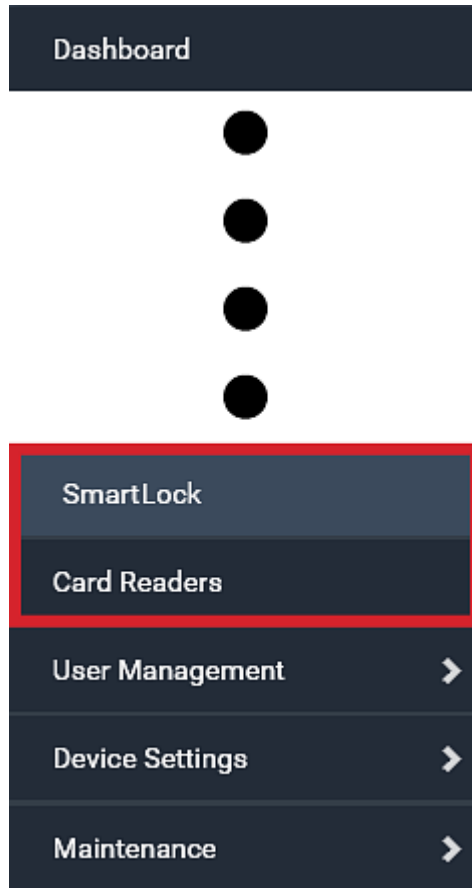 Dashboard
SmartLock
Card Readers
User Management
Device Settings
Maintenance